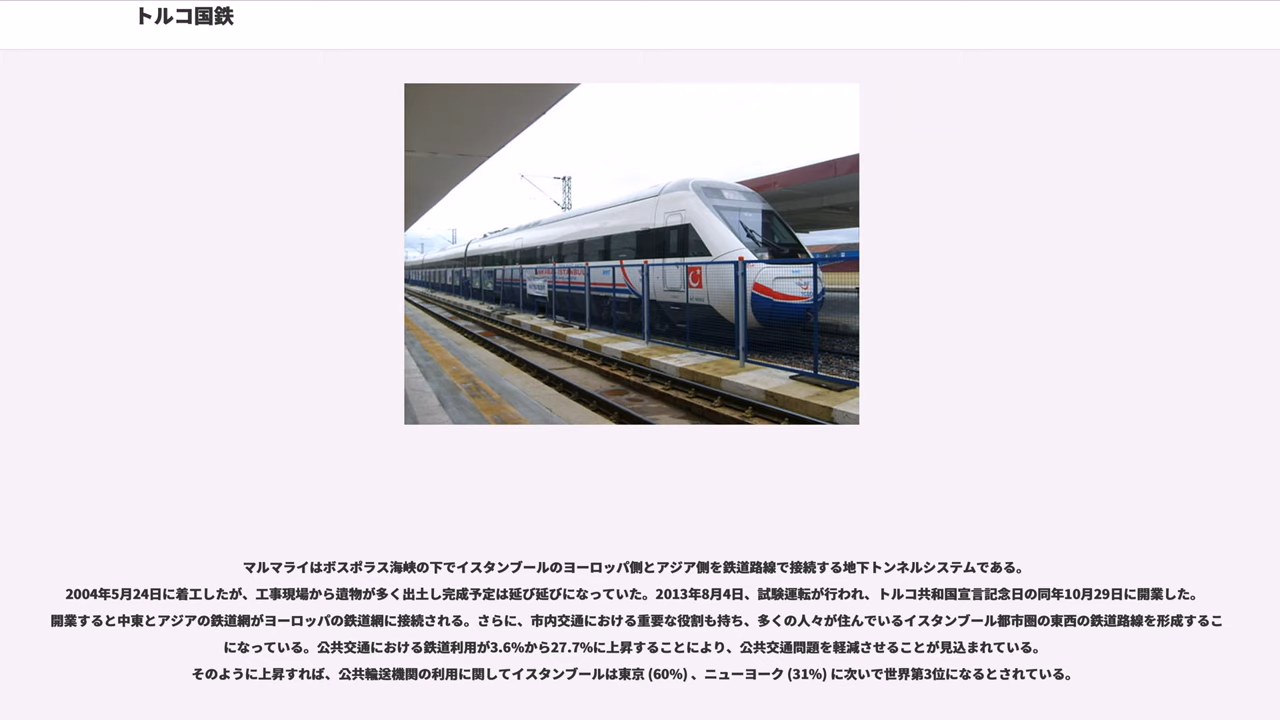 トルコ国鉄
マルマライはボスポラス海峡の下でイスタンブールのヨーロッパ側とアジア側を鉄道路線で接続する地下トンネルシステムである。
2004年5月24日に着工したが、工事現場から遺物が多く出土し完成予定は延び延びになっていた。2013年8月4日、試験運転が行われ、トルコ共和国宣言記念日の同年10月29日に開業した。
開業すると中東とアジアの鉄道網がヨーロッパの鉄道網に接続される。さらに、市内交通における重要な役割も持ち、多くの人々が住んでいるイスタンブール都市圏の東西の鉄道路線を形成するこ
になっている。公共交通における鉄道利用が3.6%から27.7%に上昇することにより、公共交通問題を軽減させることが見込まれている。
そのように上昇すれば、公共輸送機関の利用に関してイスタンブールは東京 (60%) 、ニューヨーク (31%) に次いで世界第3位になるとされている。